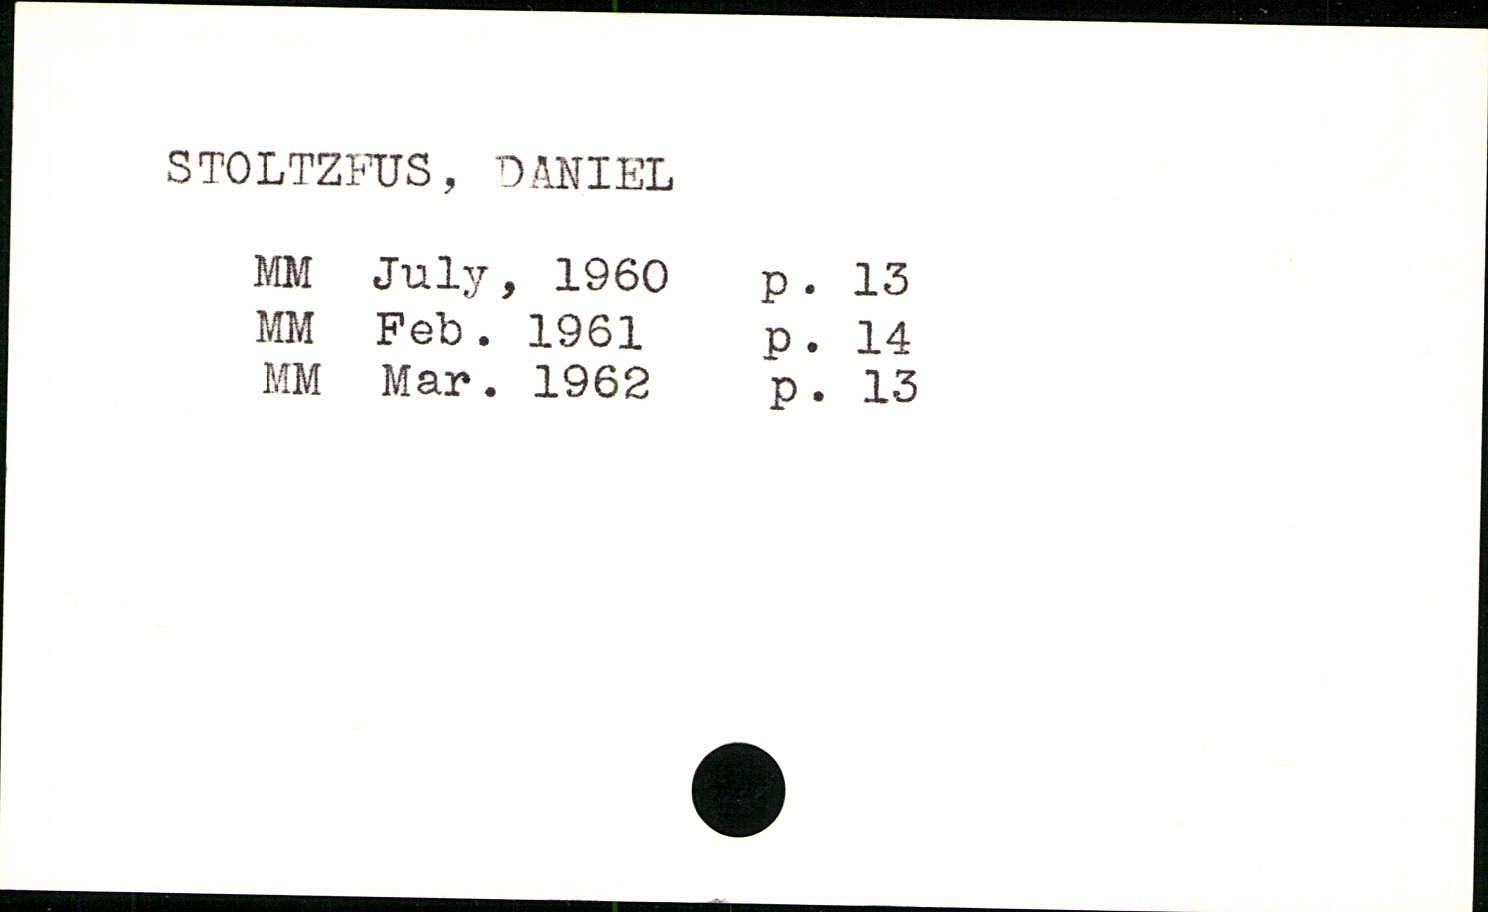 STOLTZFUS, DANIEL
MM July, 1960 p. 13
MM Feb. 1961 p. 14
MM Mar. 1962 p. 13